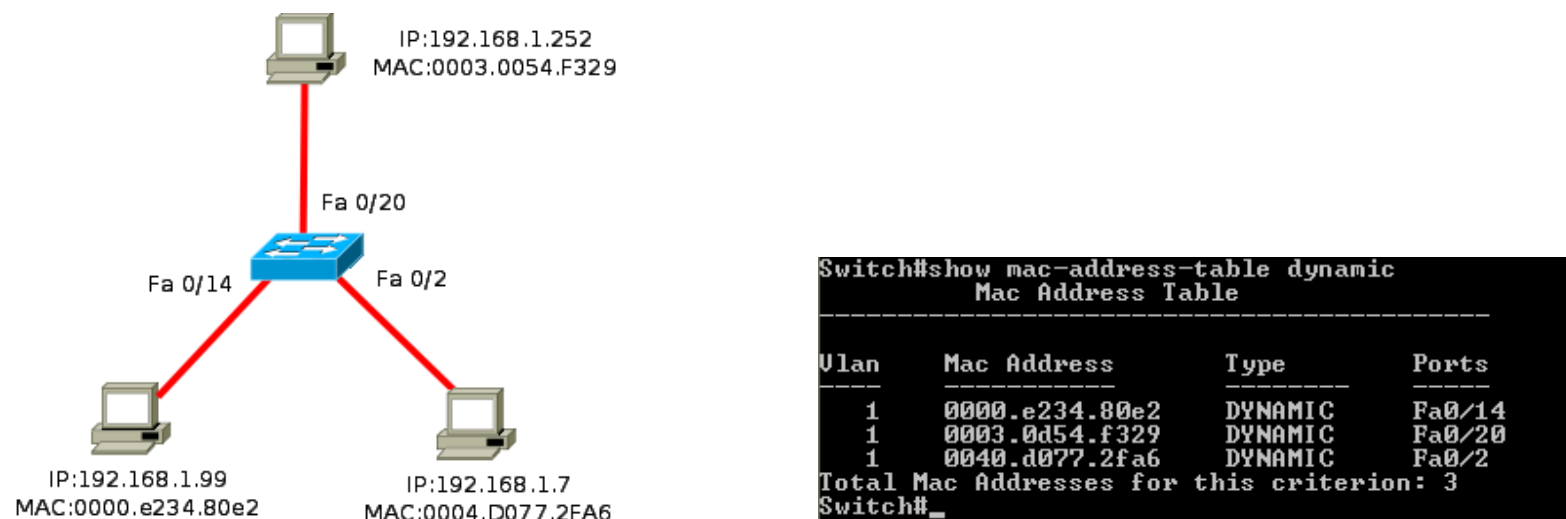 IP:192.168.1.252
MAC:0003.0054.F329
Fa 0/20
Fa 0/14
Fa 0/2
IP:192.168.1.99
MAC:0000.e234.80e2
IP:192.168.1.7
MAC:0004.D077.2FA6
Switch#show mac-address-table dynamic
Mac Address Table
-------------------------------------------
Vlan Mac Address Type Ports
---- ----------- -------- -----
1 0000.e234.80e2 DYNAMIC Fa0/14
1 0003.0d54.f329 DYNAMIC Fa0/20
1 0040.d077.2fa6 DYNAMIC Fa0/2
Total Mac Addresses for this criterion: 3
Switch#_